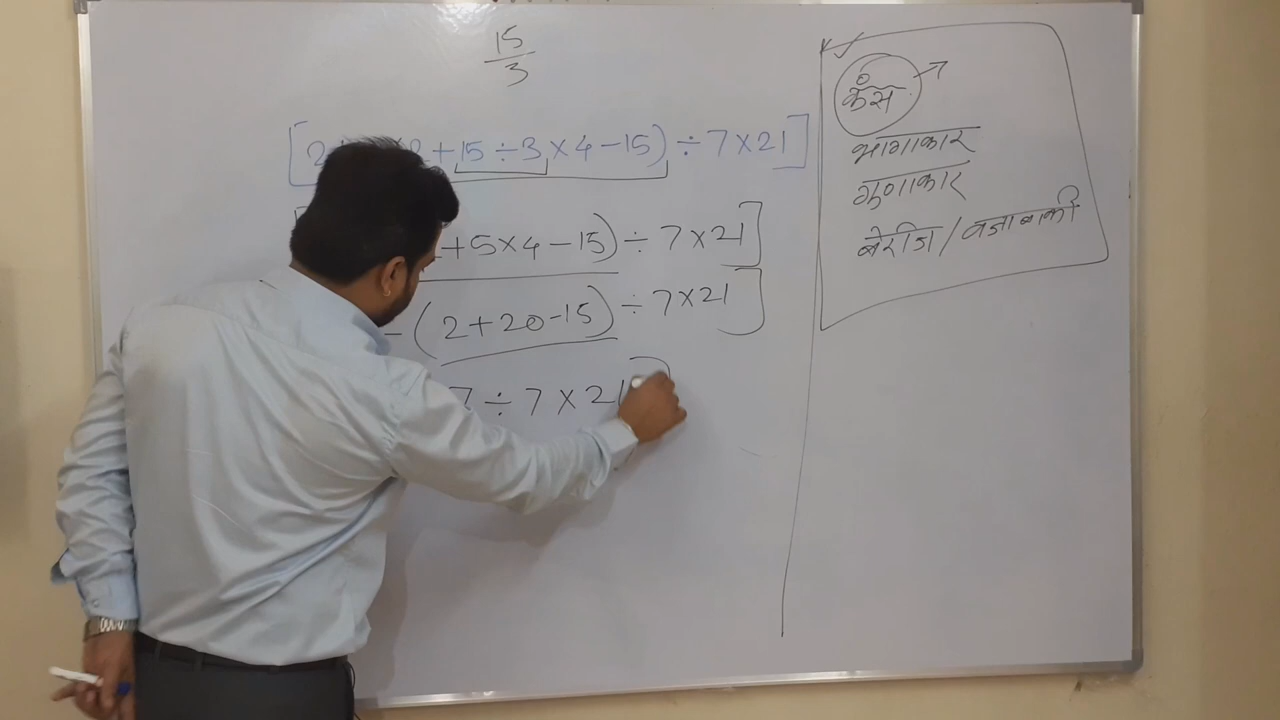 15
3
[2 2+15÷3×4-15)÷7×21]
+5×4-15)÷7×21]
-(2+20-15)÷7×21]
7÷7×21]
कंस
भागाकार
गुणाकार
बेरीज/वजाबाकी